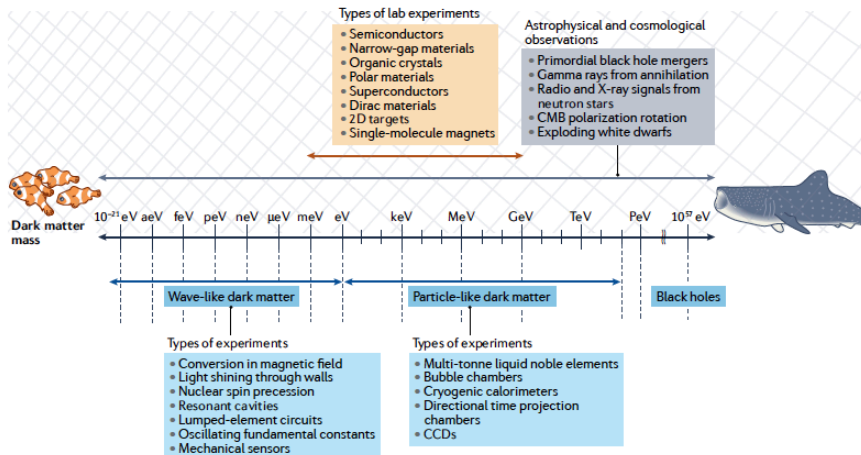 Types of lab experiments
• Semiconductors
• Narrow-gap materials
• Organic crystals
• Polar materials
• Superconductors
• Dirac materials
• 2D targets
• Single-molecule magnets
Astrophysical and cosmological
observations
• Primordial black hole mergers
• Gamma rays from annihilation
• Radio and X-ray signals from
neutron stars
• CMB polarization rotation
• Exploding white dwarfs
Dark matter
mass
10⁻²¹ eV aeV feV peV neV μeV meV eV keV MeV GeV TeV PeV 10⁵⁷ eV
Wave-like dark matter
Particle-like dark matter
Black holes
Types of experiments
• Conversion in magnetic field
• Light shining through walls
• Nuclear spin precession
• Resonant cavities
• Lumped-element circuits
• Oscillating fundamental constants
• Mechanical sensors
Types of experiments
• Multi-tonne liquid noble elements
• Bubble chambers
• Cryogenic calorimeters
• Directional time projection
chambers
• CCDs